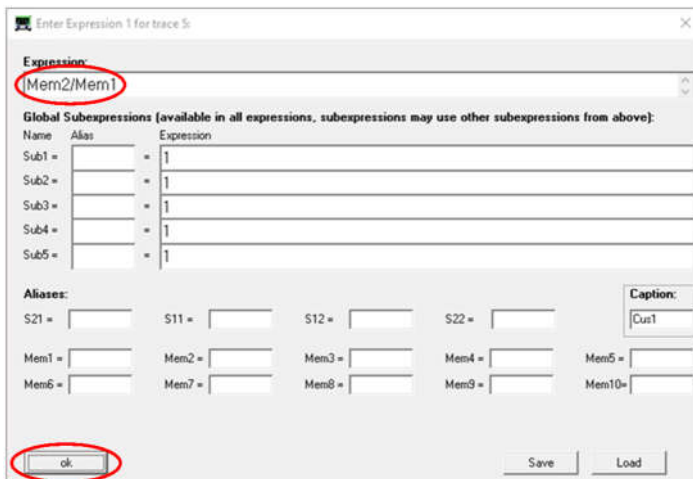 Enter Expression 1 for trace 5:
Expression:
Mem2/Mem1
Global Subexpressions (available in all expressions, subexpressions may use other subexpressions from above):
Name Alias Expression
Sub1 = = 1
Sub2 = = 1
Sub3 = = 1
Sub4 = = 1
Sub5 = = 1
Aliases: Caption:
S21 = S11 = S12 = S22 = Cus1
Mem1 = Mem2 = Mem3 = Mem4 = Mem5 =
Mem6 = Mem7 = Mem8 = Mem9 = Mem10=
ok Save Load